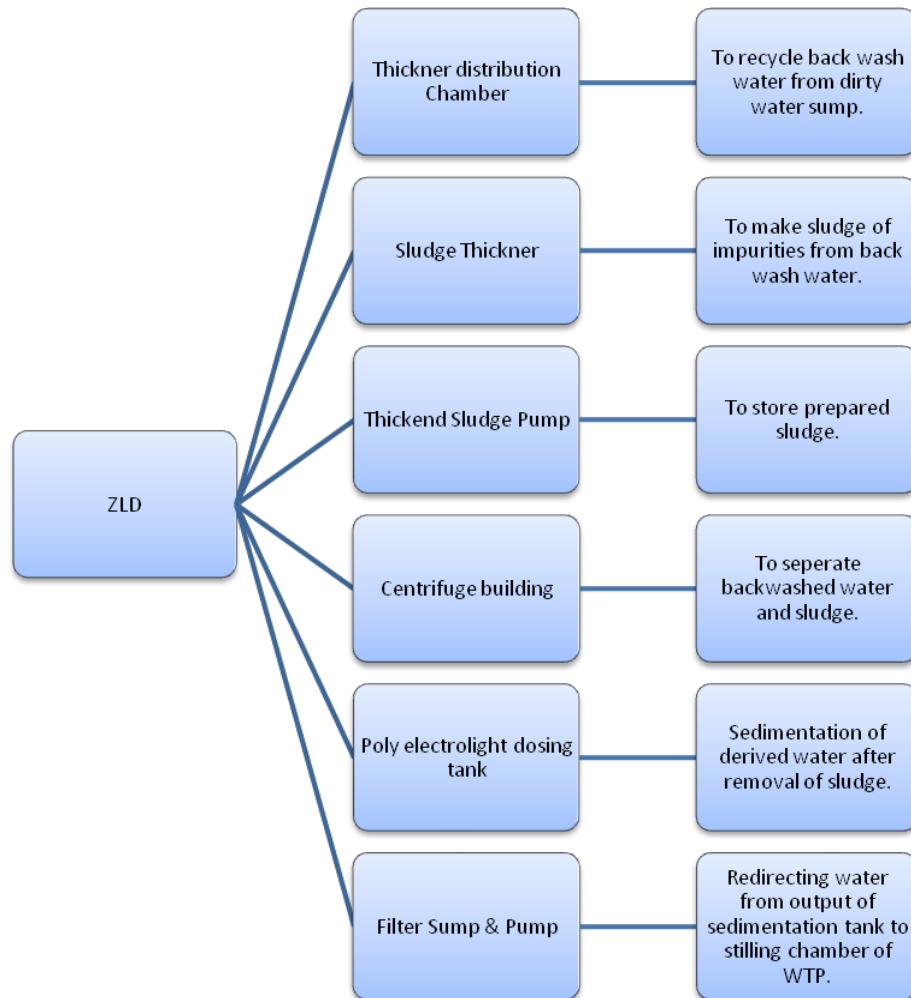 Thickner distribution
Chamber
To recycle back wash
water from dirty
water sump.
Sludge Thickner
To make sludge of
impurities from back
wash water.
Thickend Sludge Pump
To store prepared
sludge.
ZLD
Centrifuge building
To seperate
backwashed water
and sludge.
Poly electrolight dosing
tank
Sedimentation of
derived water after
removal of sludge.
Filter Sump & Pump
Redirecting water
from output of
sedimentation tank to
stilling chamber of
WTP.